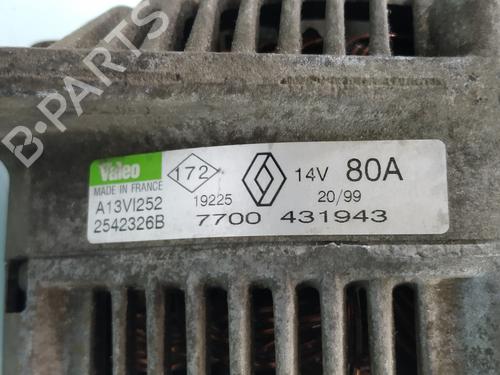 B-PARTS
Valeo
MADE IN FRANCE
A13VI252
2542326B
172
19225
14V 80A
20/99
7700 431943